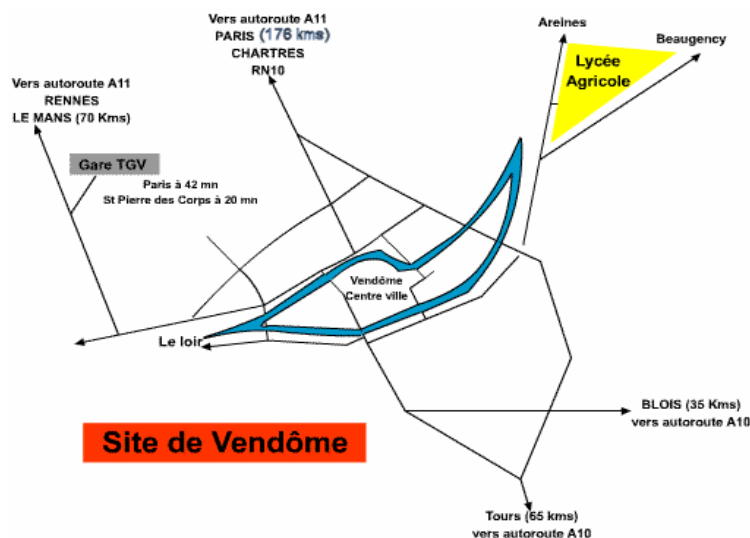 Vers autoroute A11
PARIS (176 kms)
CHARTRES
RN10
Areines
Beaugency
Lycée
Agricole
Vers autoroute A11
RENNES
LE MANS (70 Kms)
Gare TGV
Paris à 42 mn
St Pierre des Corps à 20 mn
Vendôme
Centre ville
Le loir
BLOIS (35 Kms)
vers autoroute A10
Site de Vendôme
Tours (65 kms)
vers autoroute A10